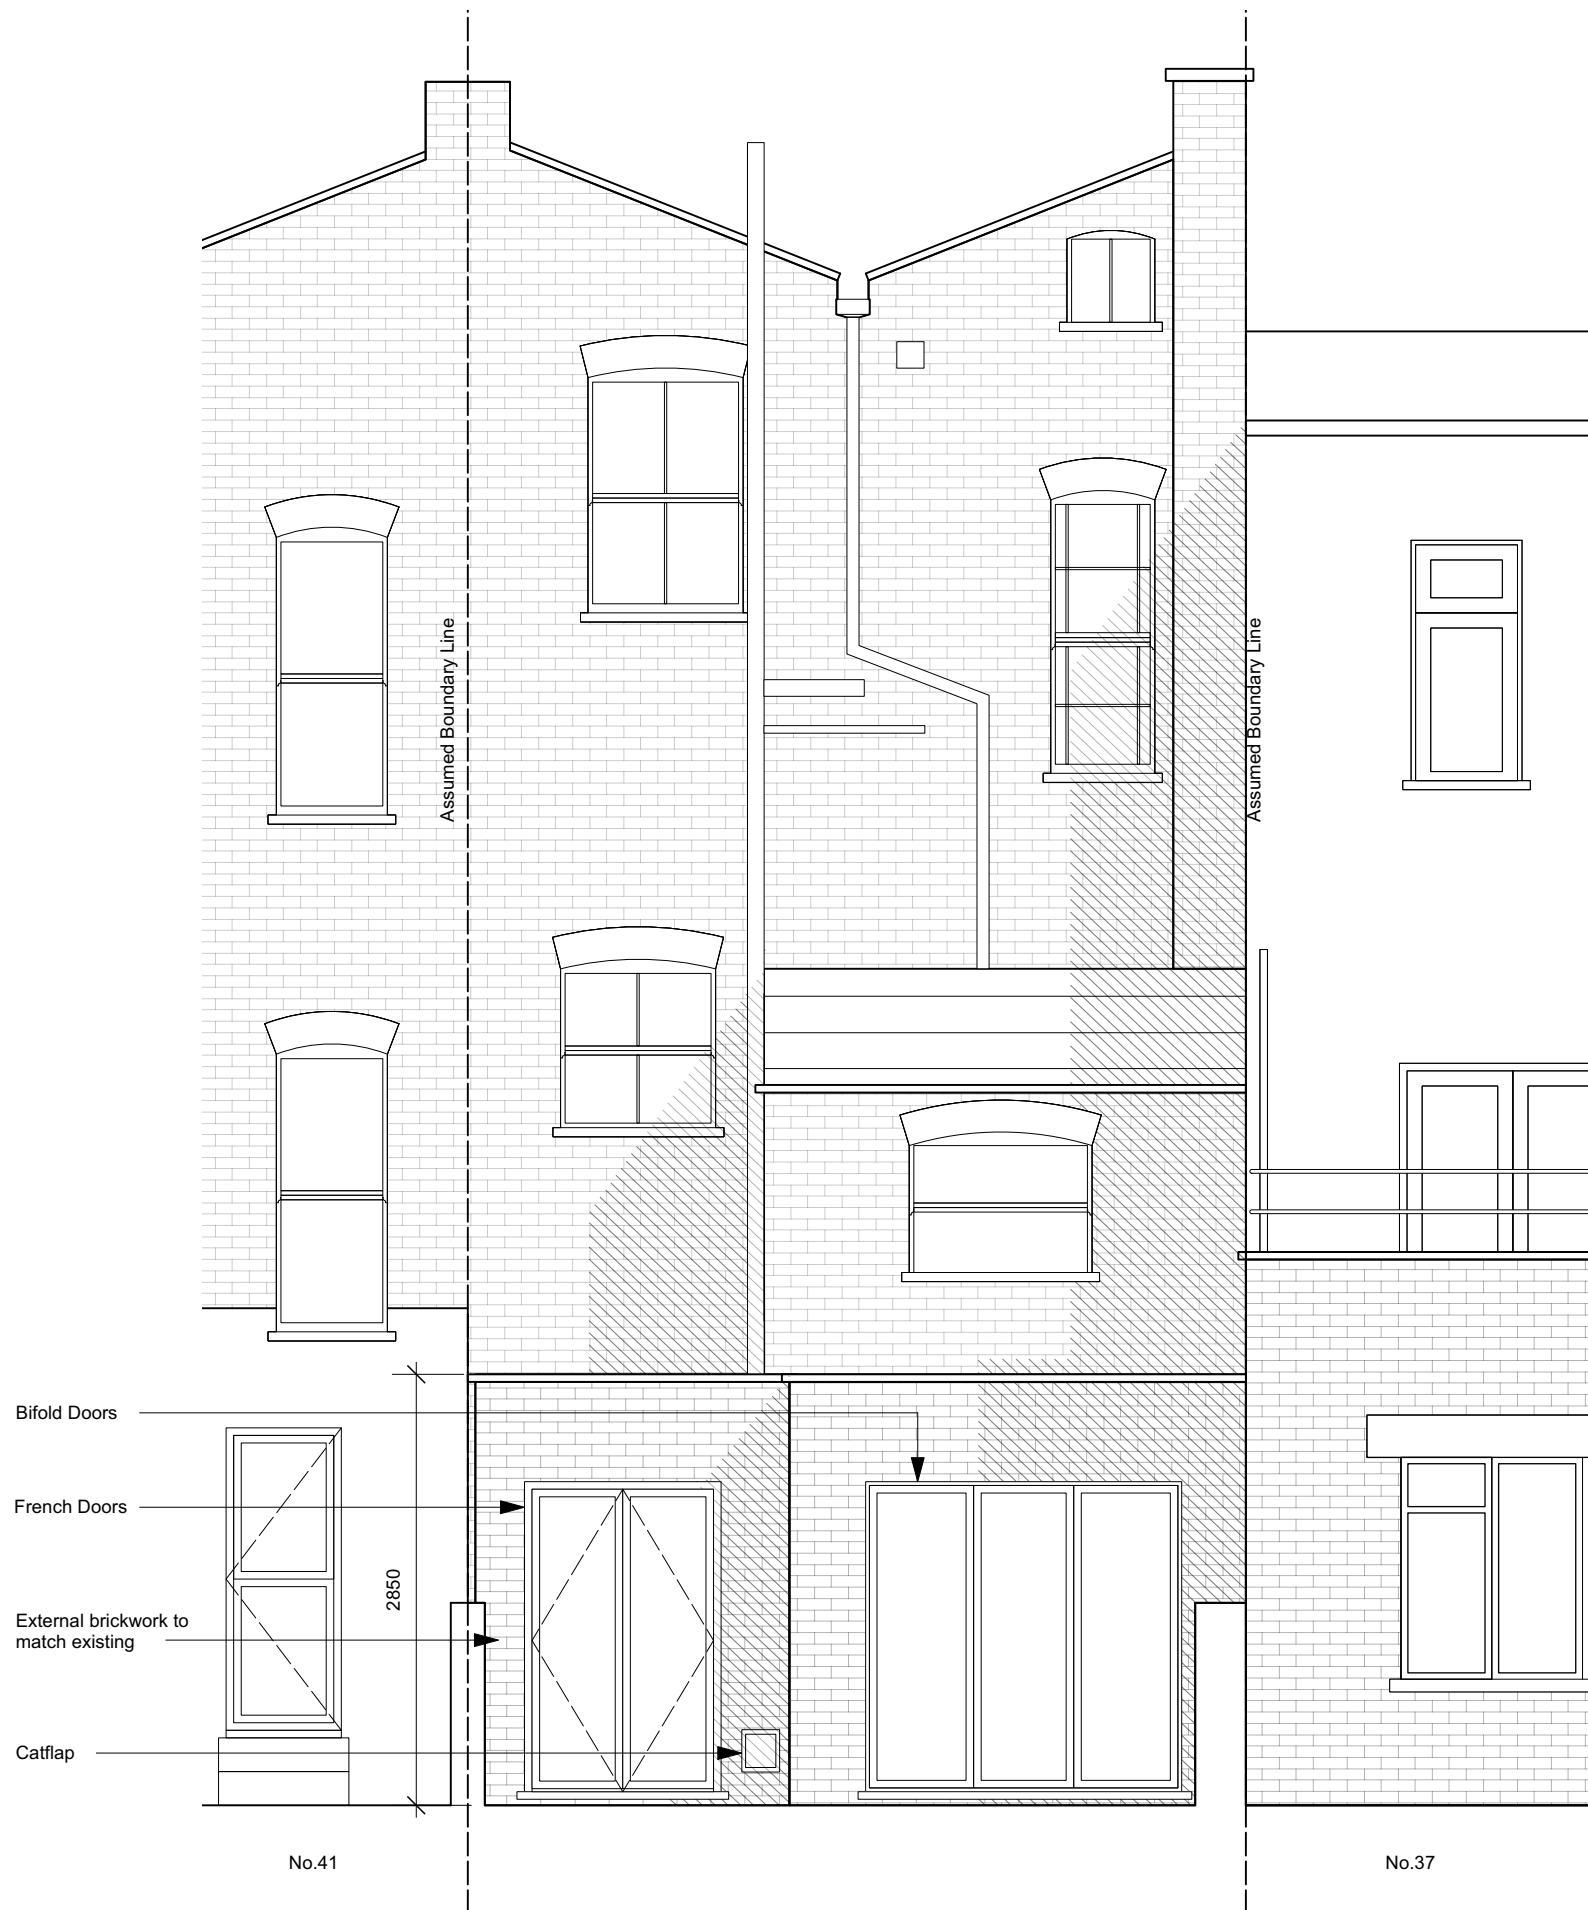 Assumed Boundary Line
Assumed Boundary Line
Bifold Doors
French Doors
2850
External brickwork to
match existing
Catflap
No.41
No.37